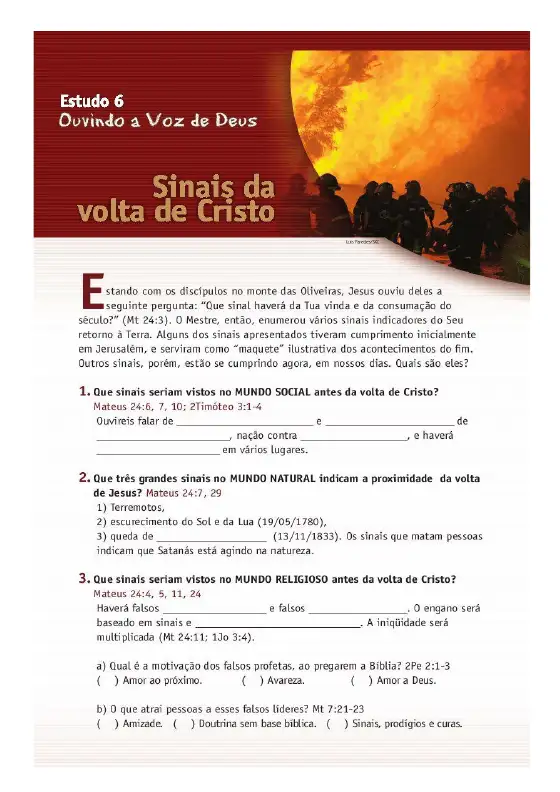 Estudo 6
Ouvindo a Voz de Deus
Sinais da
volta de Cristo
Estando com os discípulos no monte das Oliveiras, Jesus ouviu deles a
seguinte pergunta: “Que sinal haverá da Tua vinda e da consumação do
século?” (Mt 24:3). O Mestre, então, enumerou vários sinais indicadores do Seu
retorno à Terra. Alguns dos sinais apresentados tiveram cumprimento inicialmente
em Jerusalém, e serviram como “maquete” ilustrativa dos acontecimentos do fim.
Outros sinais, porém, estão se cumprindo agora, em nossos dias. Quais são eles?
1. Que sinais seriam vistos no MUNDO SOCIAL antes da volta de Cristo?
Mateus 24:6, 7, 10; 2Timóteo 3:1-4
Ouvireis falar de _________________________ e _______________________ de
_________________________, nação contra ____________________, e haverá
_______________________ em vários lugares.
2. Que três grandes sinais no MUNDO NATURAL indicam a proximidade da volta
de Jesus? Mateus 24:7, 29
1) Terremotos,
2) escurecimento do Sol e da Lua (19/05/1780),
3) queda de ____________________ (13/11/1833). Os sinais que matam pessoas
indicam que Satanás está agindo na natureza.
3. Que sinais seriam vistos no MUNDO RELIGIOSO antes da volta de Cristo?
Mateus 24:4, 5, 11, 24
Haverá falsos ___________________ e falsos __________________. O engano será
baseado em sinais e ______________________________. A iniqüidade será
multiplicada (Mt 24:11; 1Jo 3:4).
a) Qual é a motivação dos falsos profetas, ao pregarem a Bíblia? 2Pe 2:1-3
( ) Amor ao próximo. ( ) Avareza. ( ) Amor a Deus.
b) O que atrai pessoas a esses falsos líderes? Mt 7:21-23
( ) Amizade. ( ) Doutrina sem base bíblica. ( ) Sinais, prodígios e curas.